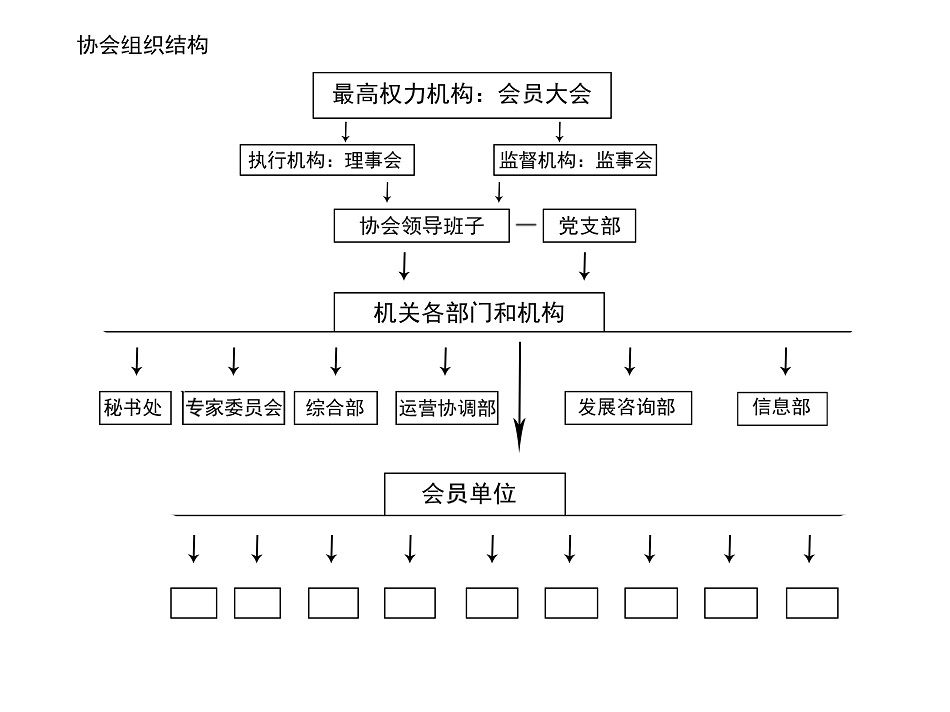 协会组织结构
最高权力机构：会员大会
执行机构：理事会
监督机构：监事会
协会领导班子
党支部
机关各部门和机构
秘书处
专家委员会
综合部
运营协调部
发展咨询部
信息部
会员单位